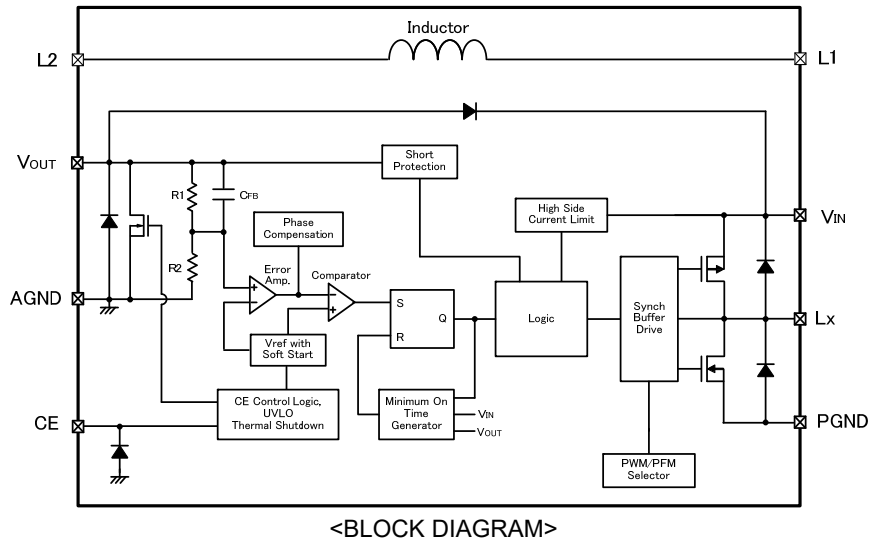 Inductor
L2
L1
VOUT
Short
Protection
R1
CFB
Phase
Compensation
High Side
Current Limit
VIN
R2
Error
Amp.
Comparator
AGND
+
−
−
+
S
Q
R
Logic
Synch
Buffer
Drive
Lx
Vref with
Soft Start
CE Control Logic,
UVLO
Thermal Shutdown
Minimum On
Time
Generator
VIN
VOUT
CE
PGND
PWM/PFM
Selector
<BLOCK DIAGRAM>